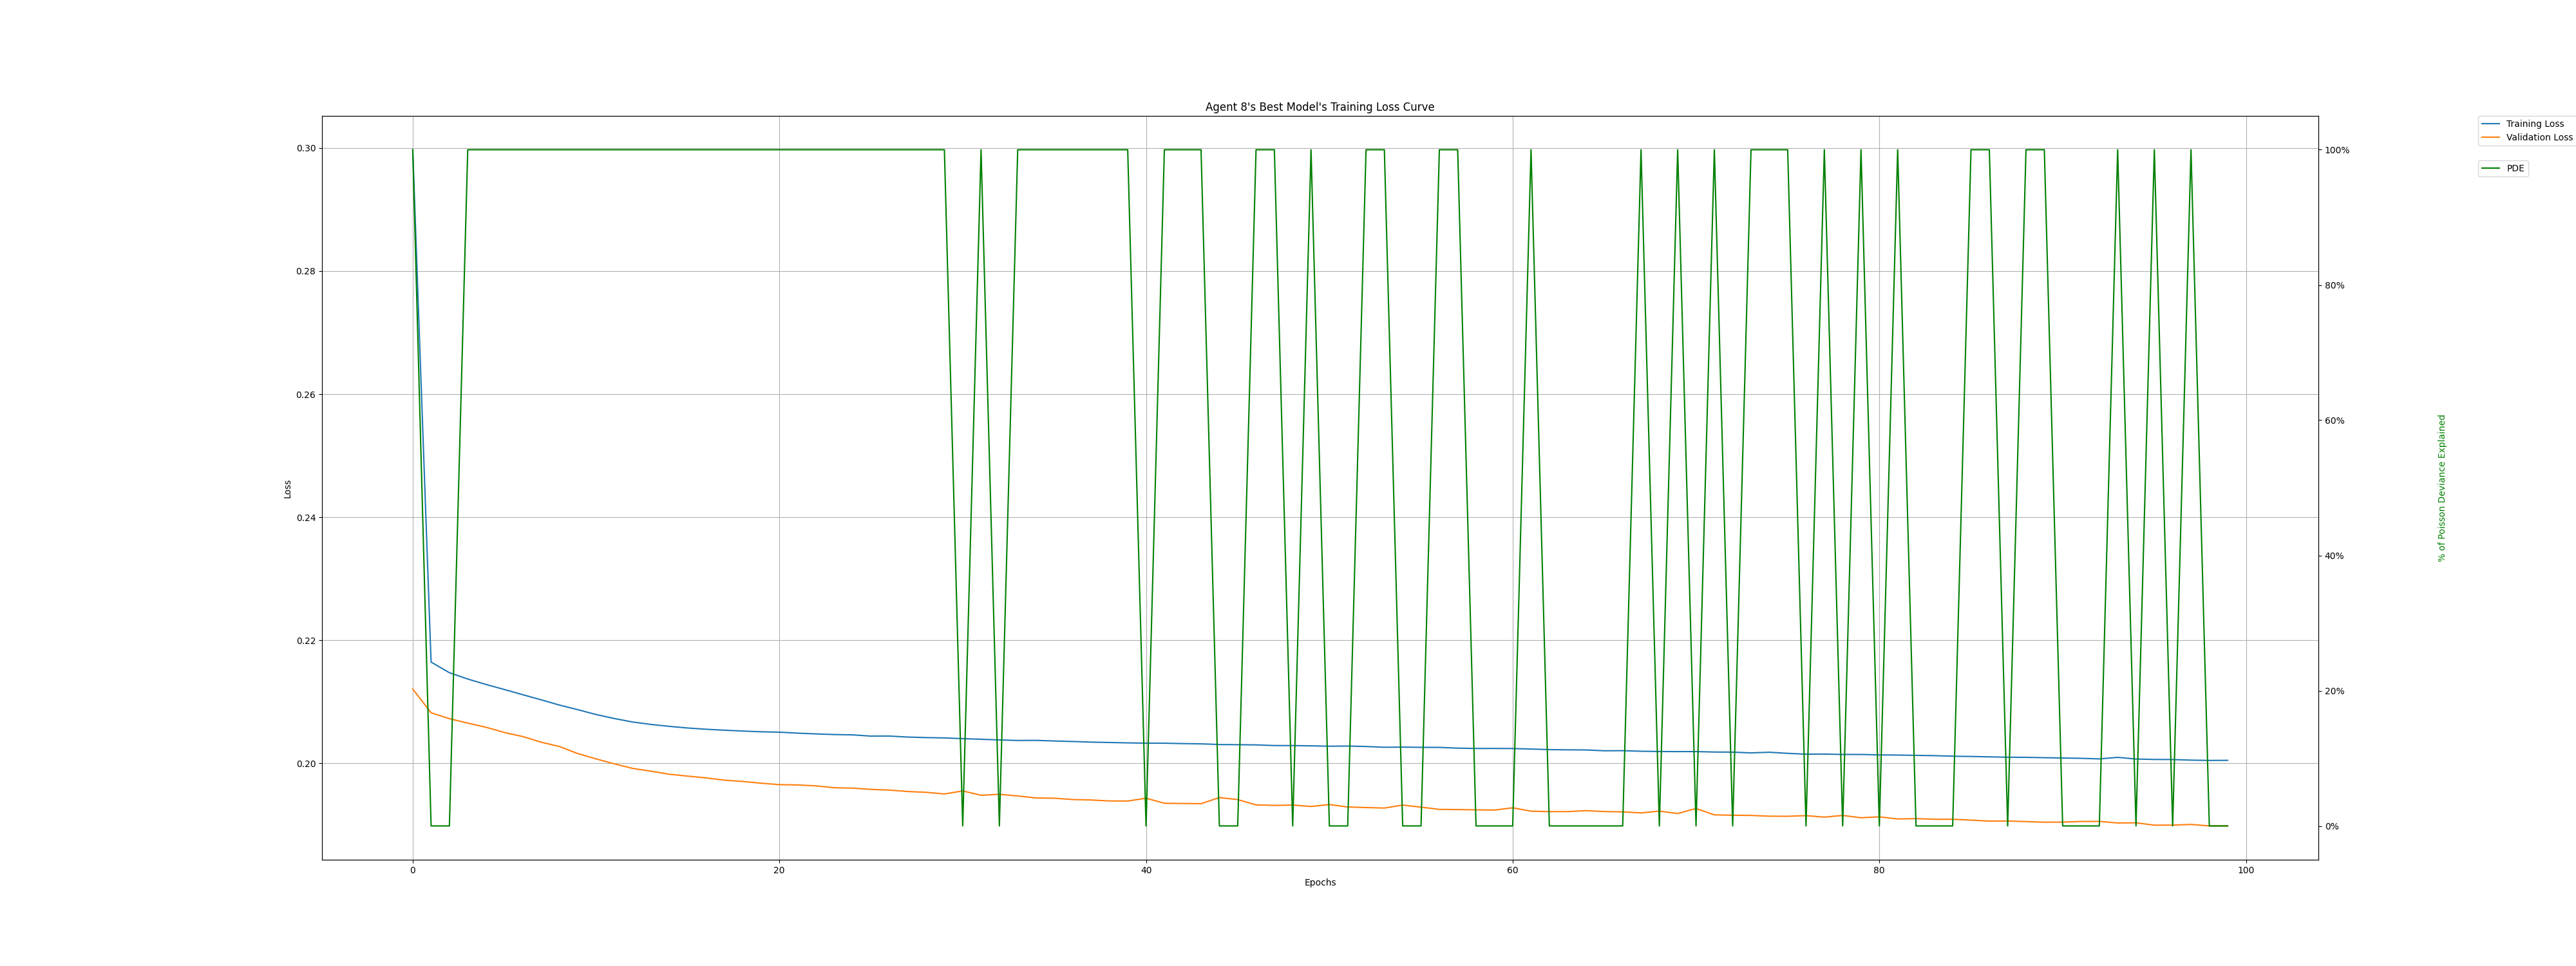 Agent 8's Best Model's Training Loss Curve
Training Loss
Validation Loss
PDE
0.30
0.28
0.26
0.24
0.22
0.20
Loss
100%
80%
60%
40%
20%
0%
% of Poisson Deviance Explained
0
20
40
60
80
100
Epochs